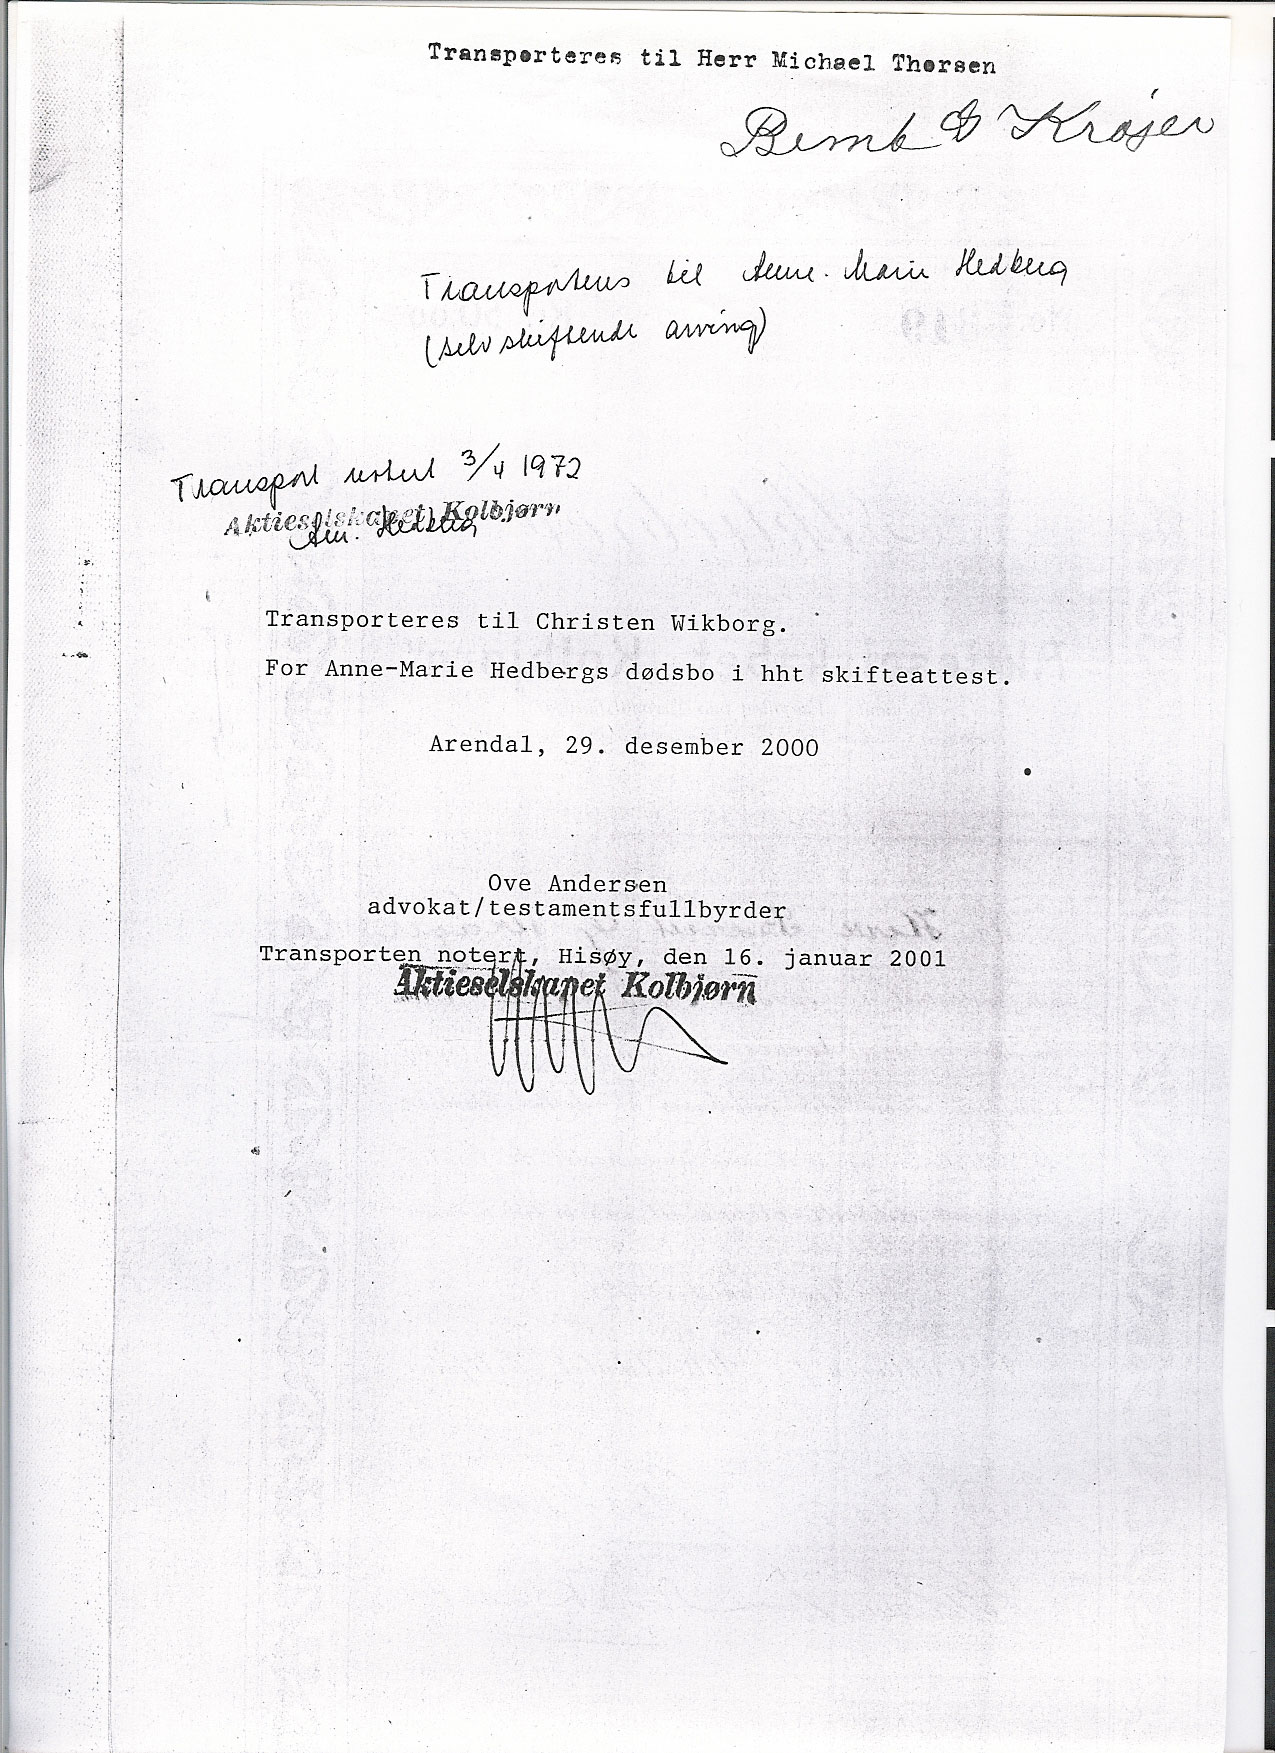 Transporteres til Herr Michael Thorsen
Bernt D Krøjer
Transporteres til Anne-Marie Hedberg
(selvskiftende arving)
Transport notert 3/4 1972
Aktieselskapet Kolbjørn
Am. Hedberg
Transporteres til Christen Wikborg.
For Anne-Marie Hedbergs dødsbo i hht skifteattest.
Arendal, 29. desember 2000
Ove Andersen
advokat/testamentsfullbyrder
Transporten notert, Hisøy, den 16. januar 2001
Aktieselskapet Kolbjørn